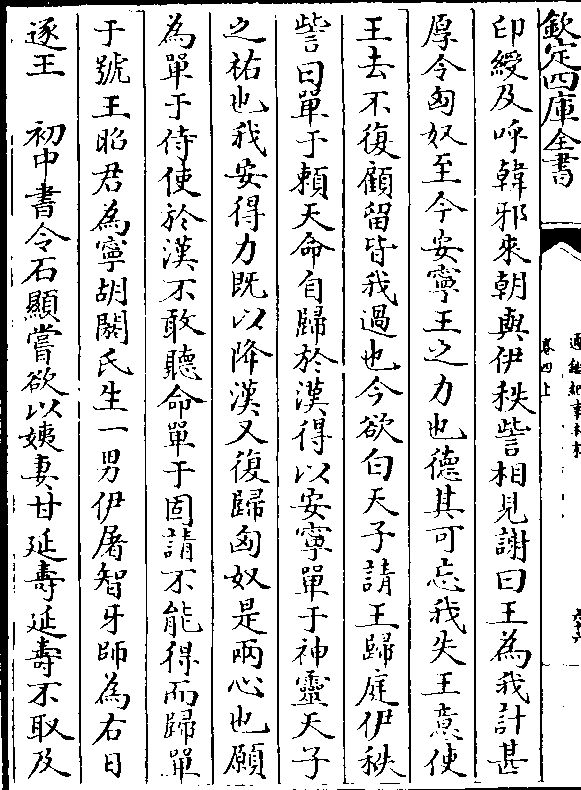 欽定四庫全書
通鑑紀事本末
卷四上
印綬及呼韓邪來朝與伊秩訾相見謝曰王為我計甚
厚令匈奴至今安寧王之力也德其可忘我失王意使
王去不復顧留皆我過也今欲白天子請王歸庭伊秩
訾曰單于賴天命自歸於漢得以安寧單于神靈天子
之祐也我安得力既以降漢又復歸匈奴是兩心也願
為單于侍使於漢不敢聽命單于固請不能得而歸單
于號王昭君為寧胡閼氏生一男伊屠智牙師為右日
逐王　初中書令石顯嘗欲以姨妻甘延壽延壽不取及